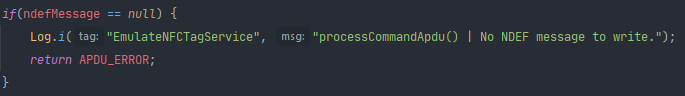 if(ndefMessage == null) {
Log.i( tag: "EmulateNFCTagService", msg: "processCommandApdu() | No NDEF message to write.");
return APDU_ERROR;
}